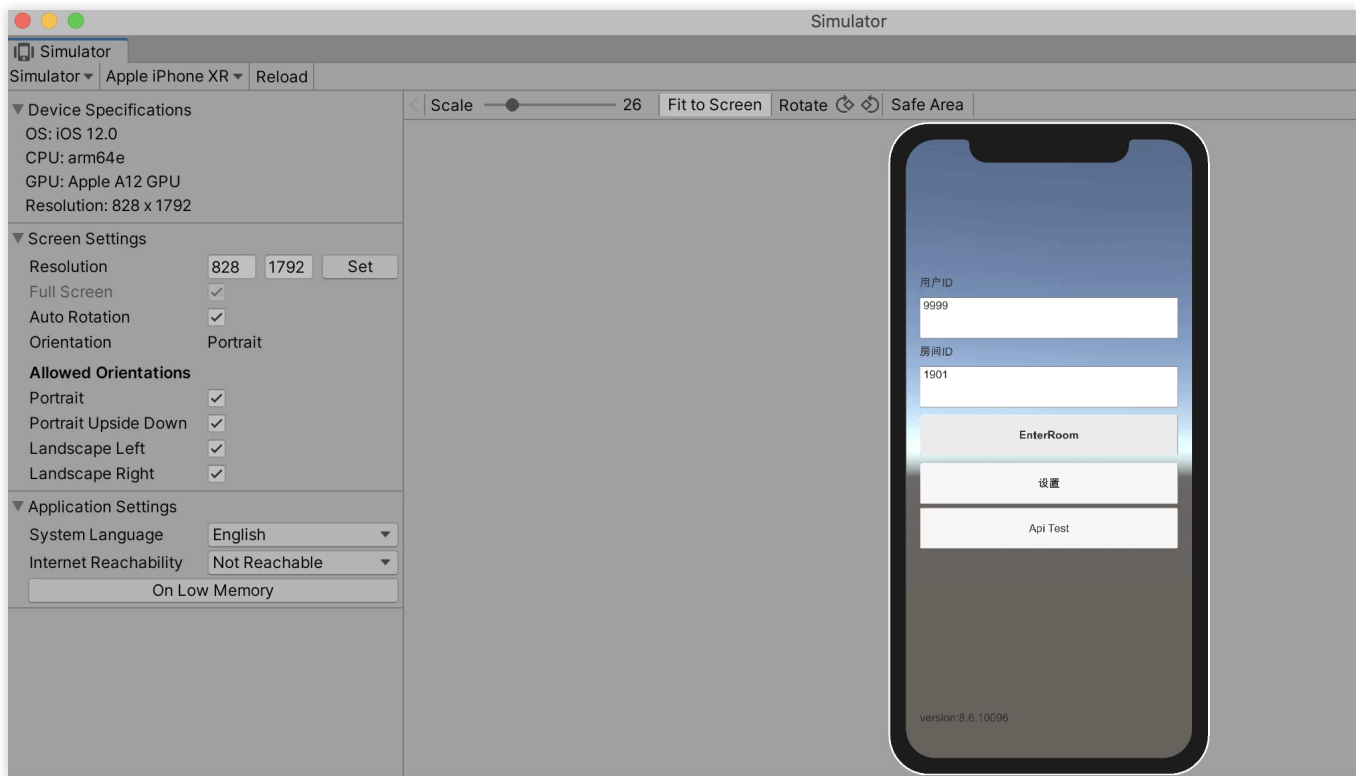 Simulator
Simulator
Simulator Apple iPhone XR Reload
Device Specifications
OS: iOS 12.0
CPU: arm64e
GPU: Apple A12 GPU
Resolution: 828 x 1792
Screen Settings
Resolution 828 1792 Set
Full Screen
Auto Rotation
Orientation Portrait
Allowed Orientations
Portrait
Portrait Upside Down
Landscape Left
Landscape Right
Application Settings
System Language English
Internet Reachability Not Reachable
On Low Memory
Scale 26 Fit to Screen Rotate Safe Area
用户ID
9999
房间ID
1901
EnterRoom
设置
Api Test
version:8.6.10096